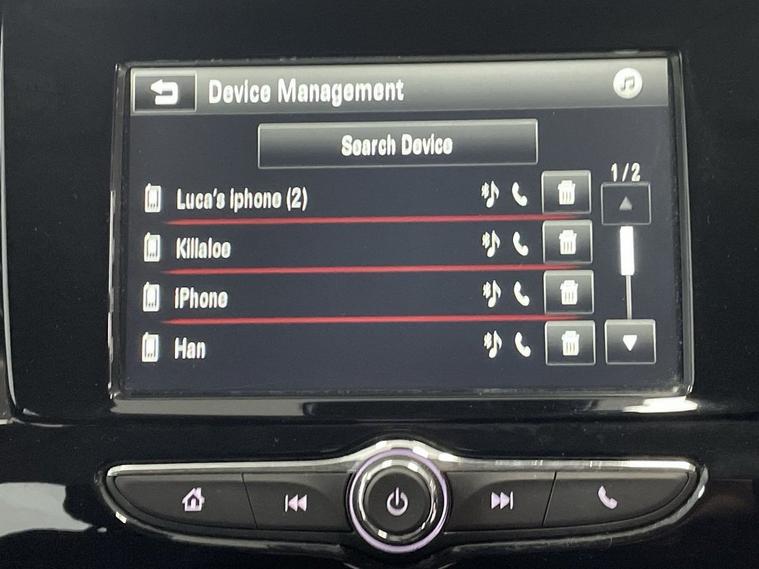 Device Management
Search Device
1/2
Luca's iphone (2)
Killaloe
iPhone
Han